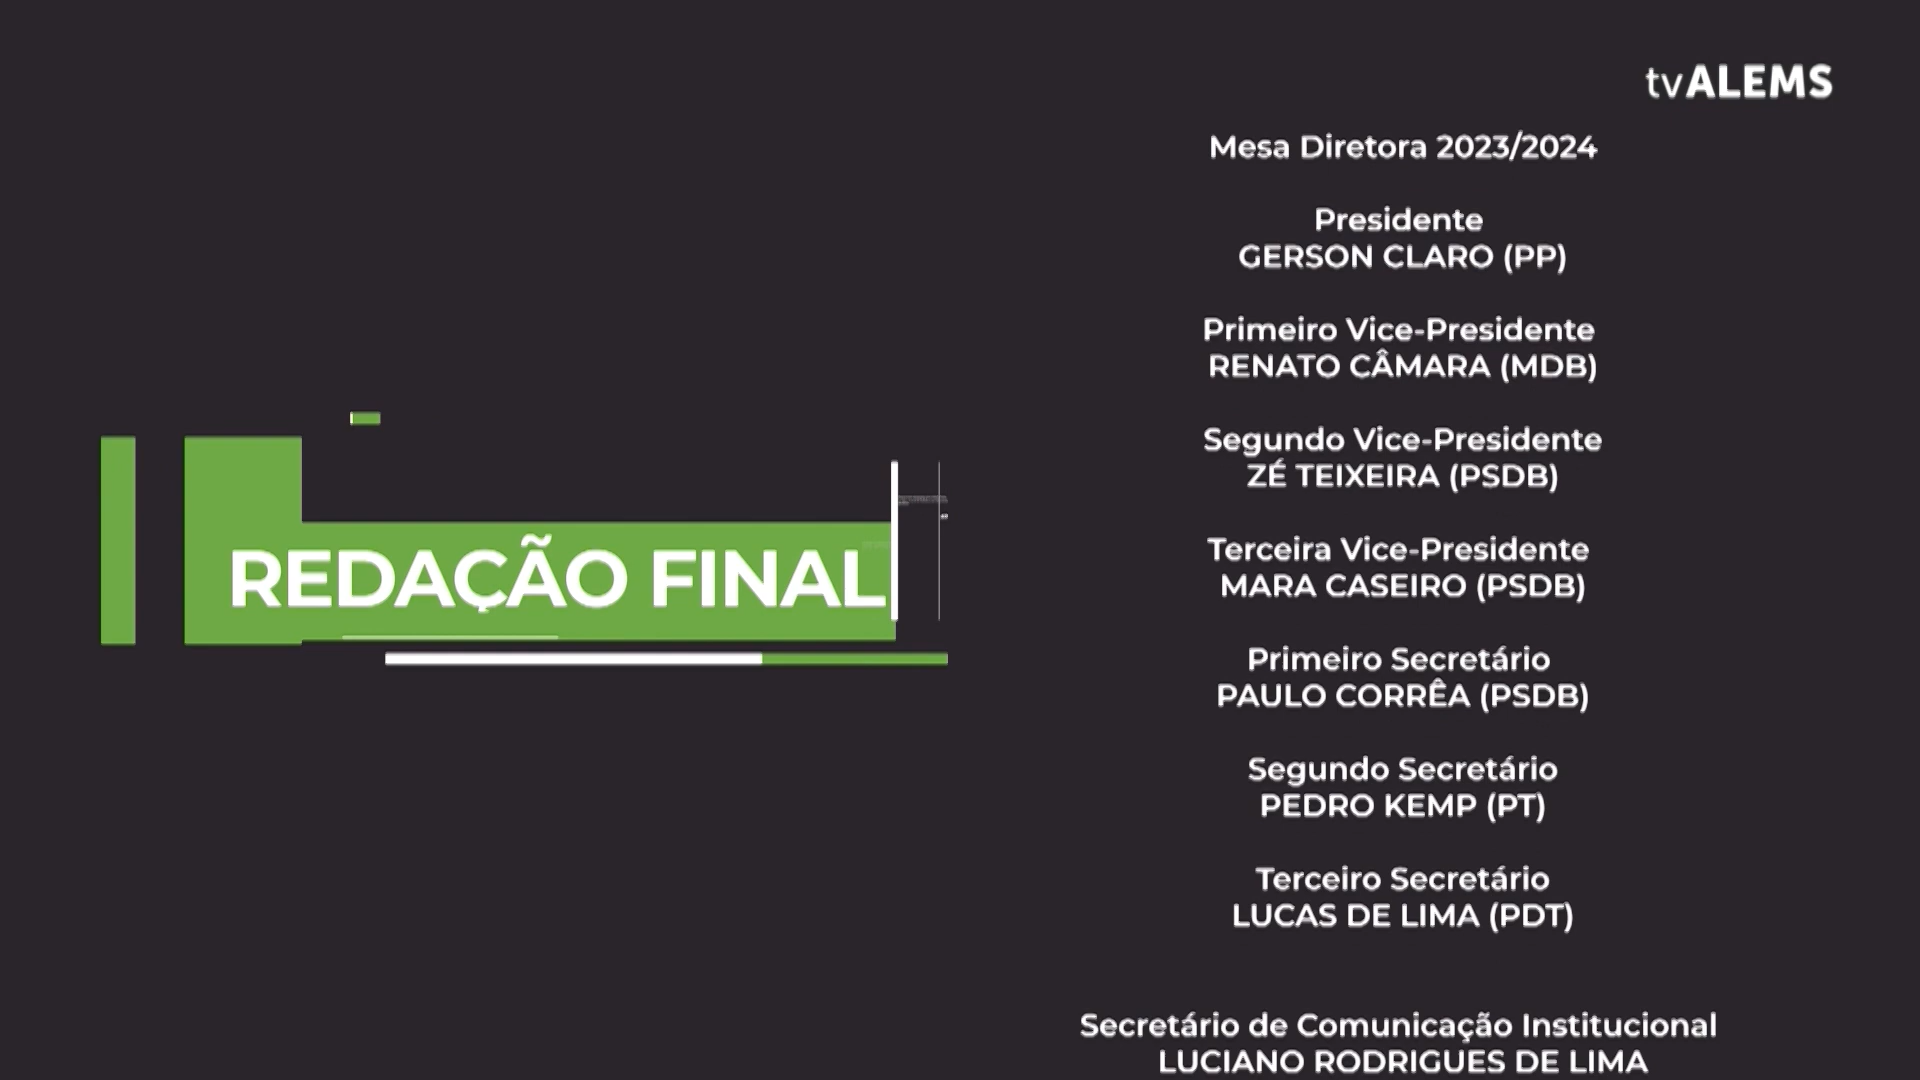 tvALEMS
REDAÇÃO FINAL
Mesa Diretora 2023/2024
Presidente
GERSON CLARO (PP)
Primeiro Vice-Presidente
RENATO CÂMARA (MDB)
Segundo Vice-Presidente
ZÉ TEIXEIRA (PSDB)
Terceira Vice-Presidente
MARA CASEIRO (PSDB)
Primeiro Secretário
PAULO CORRÊA (PSDB)
Segundo Secretário
PEDRO KEMP (PT)
Terceiro Secretário
LUCAS DE LIMA (PDT)
Secretário de Comunicação Institucional
LUCIANO RODRIGUES DE LIMA